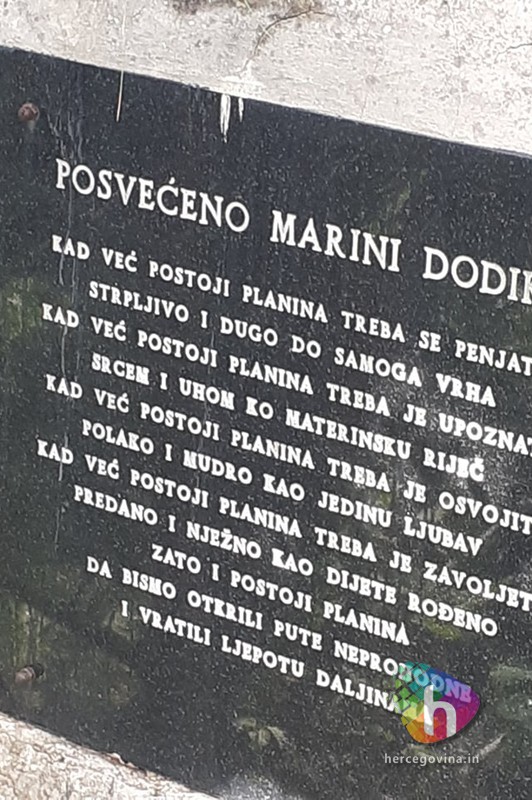 POSVEĆENO MARINI DODIK
KAD VEĆ POSTOJI PLANINA TREBA SE PENJAT
STRPLJIVO I DUGO DO SAMOGA VRHA
KAD VEĆ POSTOJI PLANINA TREBA JE UPOZNAT
SRCEM I UHOM KO MATERINSKU RIJEČ
KAD VEĆ POSTOJI PLANINA TREBA JE OSVOJIT
POLAKO I MUDRO KAO JEDINU LJUBAV
KAD VEĆ POSTOJI PLANINA TREBA JE ZAVOLJET
PREDANO I NJEŽNO KAO DIJETE ROĐENO
ZATO I POSTOJI PLANINA
DA BISMO OTKRILI PUTE NEPROHODNE
I VRATILI LJEPOTU DALJINAMA
h
hercegovina.in